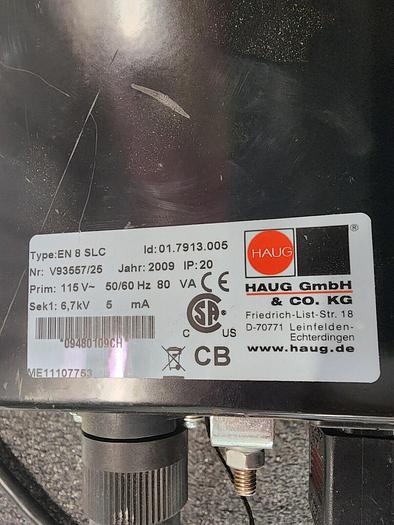 Type: EN 8 SLC Id: 01.7913.005
Nr: V93557/25 Jahr: 2009 IP: 20
Prim: 115 V~ 50/60 Hz 80 VA CE
Sek1: 6,7kV 5 mA
*09480109CH*
ME11107753
SA
C US
CB
HAUG
®
HAUG GmbH
& CO. KG
Friedrich-List-Str. 18
D-70771 Leinfelden-
Echterdingen
www.haug.de